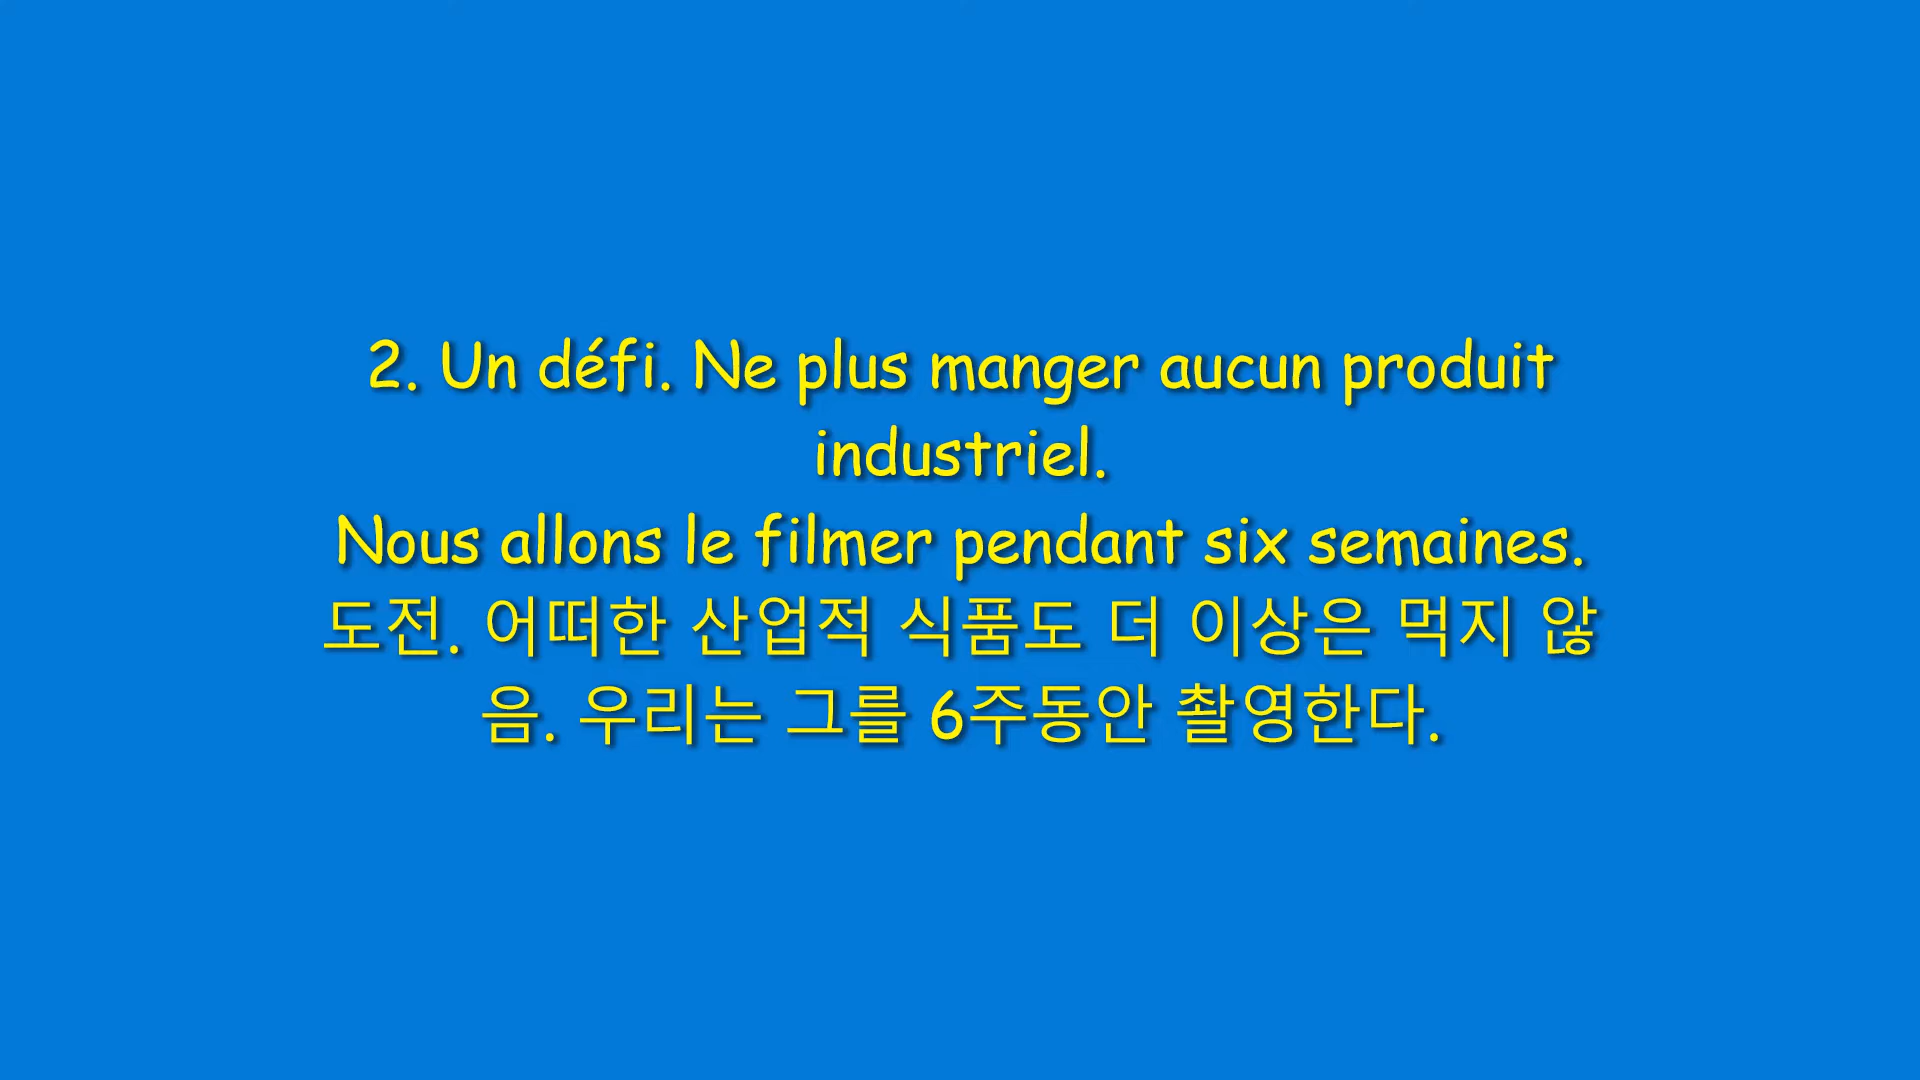 2. Un défi. Ne plus manger aucun produit
industriel.
Nous allons le filmer pendant six semaines.
도전. 어떠한 산업적 식품도 더 이상은 먹지 않
음. 우리는 그를 6주동안 촬영한다.